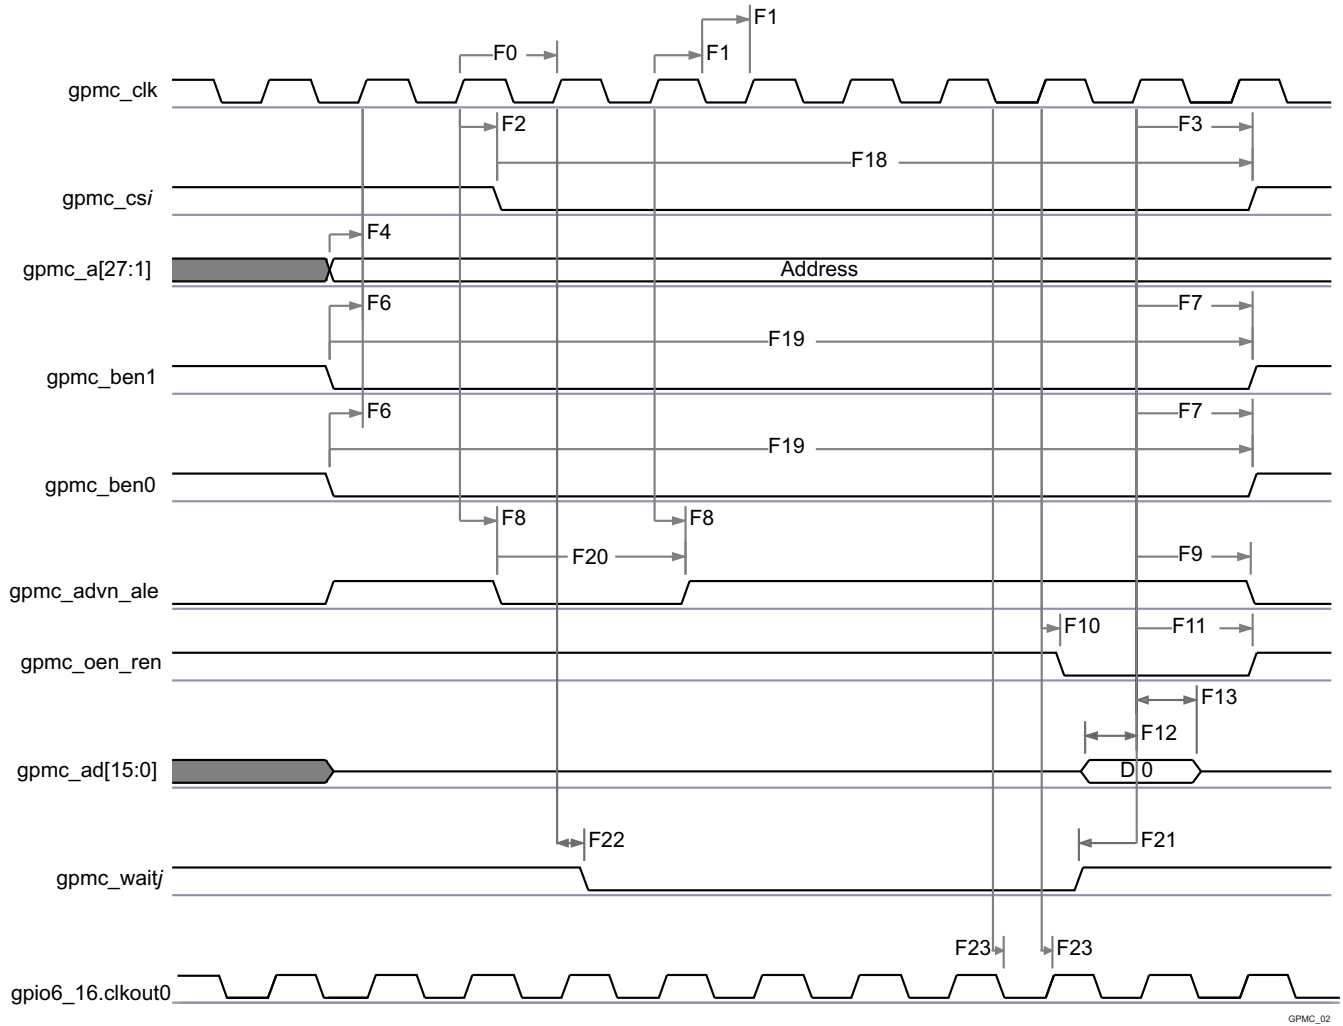 F1
F0
F1
gpmc_clk
F2
F3
F18
gpmc_csi
F4
gpmc_a[27:1]
Address
F6
F7
F19
gpmc_ben1
F6
F7
F19
gpmc_ben0
F8
F8
F20
F9
gpmc_advn_ale
F10
F11
gpmc_oen_ren
F13
F12
gpmc_ad[15:0]
D 0
F22
F21
gpmc_waitj
F23
F23
gpio6_16.clkout0
GPMC_02